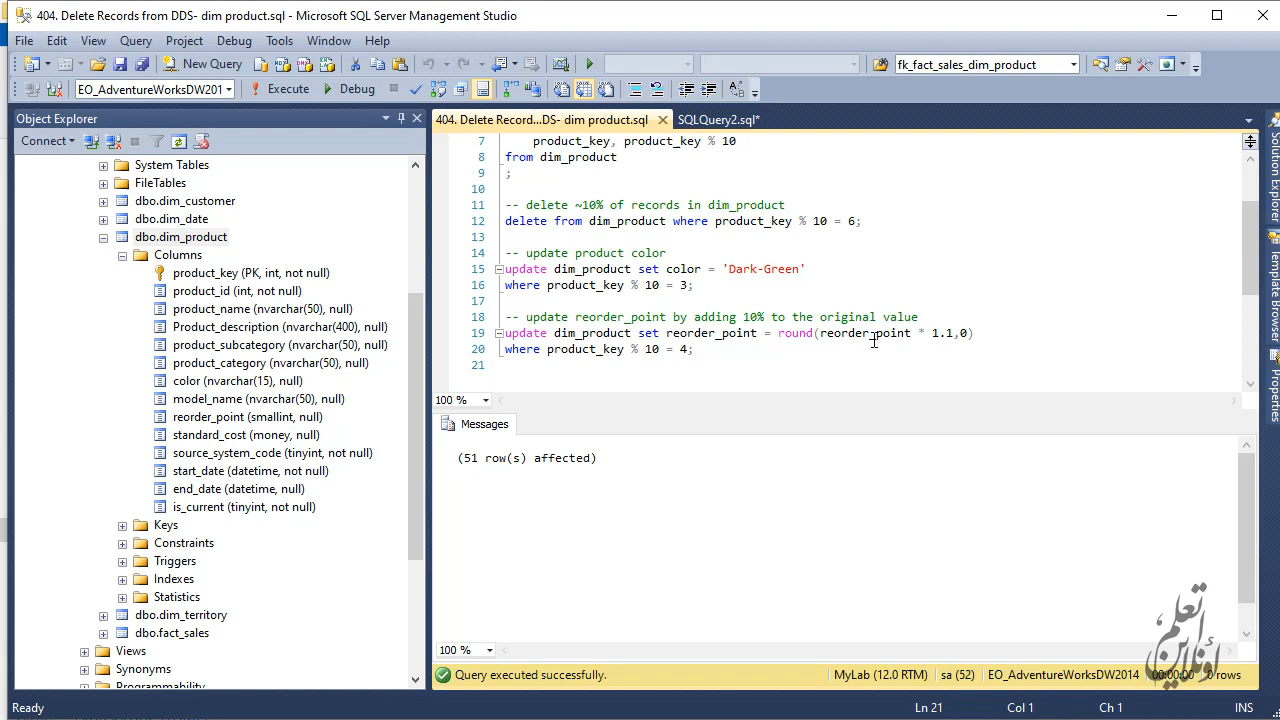 404. Delete Records from DDS- dim product.sql - Microsoft SQL Server Management Studio
File Edit View Query Project Debug Tools Window Help
New Query fk_fact_sales_dim_product
EO_AdventureWorksDW201 Execute Debug
Object Explorer
Connect
System Tables
FileTables
dbo.dim_customer
dbo.dim_date
dbo.dim_product
Columns
product_key (PK, int, not null)
product_id (int, not null)
product_name (nvarchar(50), null)
Product_description (nvarchar(400), null)
product_subcategory (nvarchar(50), null)
product_category (nvarchar(50), null)
color (nvarchar(15), null)
model_name (nvarchar(50), null)
reorder_point (smallint, null)
standard_cost (money, null)
source_system_code (tinyint, not null)
start_date (datetime, not null)
end_date (datetime, null)
is_current (tinyint, not null)
Keys
Constraints
Triggers
Indexes
Statistics
dbo.dim_territory
dbo.fact_sales
Views
Synonyms
Programmability
404. Delete Record...DS- dim product.sql SQLQuery2.sql*
7 product_key, product_key % 10
8 from dim_product
9 ;
10
11 -- delete ~10% of records in dim_product
12 delete from dim_product where product_key % 10 = 6;
13
14 -- update product color
15 update dim_product set color = 'Dark-Green'
16 where product_key % 10 = 3;
17
18 -- update reorder_point by adding 10% to the original value
19 update dim_product set reorder_point = round(reorder_point * 1.1,0)
20 where product_key % 10 = 4;
21
100 %
Messages
(51 row(s) affected)
100 %
Query executed successfully. MyLab (12.0 RTM) sa (52) EO_AdventureWorksDW2014 00:00:00 0 rows
Ready Ln 21 Col 1 Ch 1 INS
Solution Explorer
Template Browser
Properties
أتعلم
أونلاين